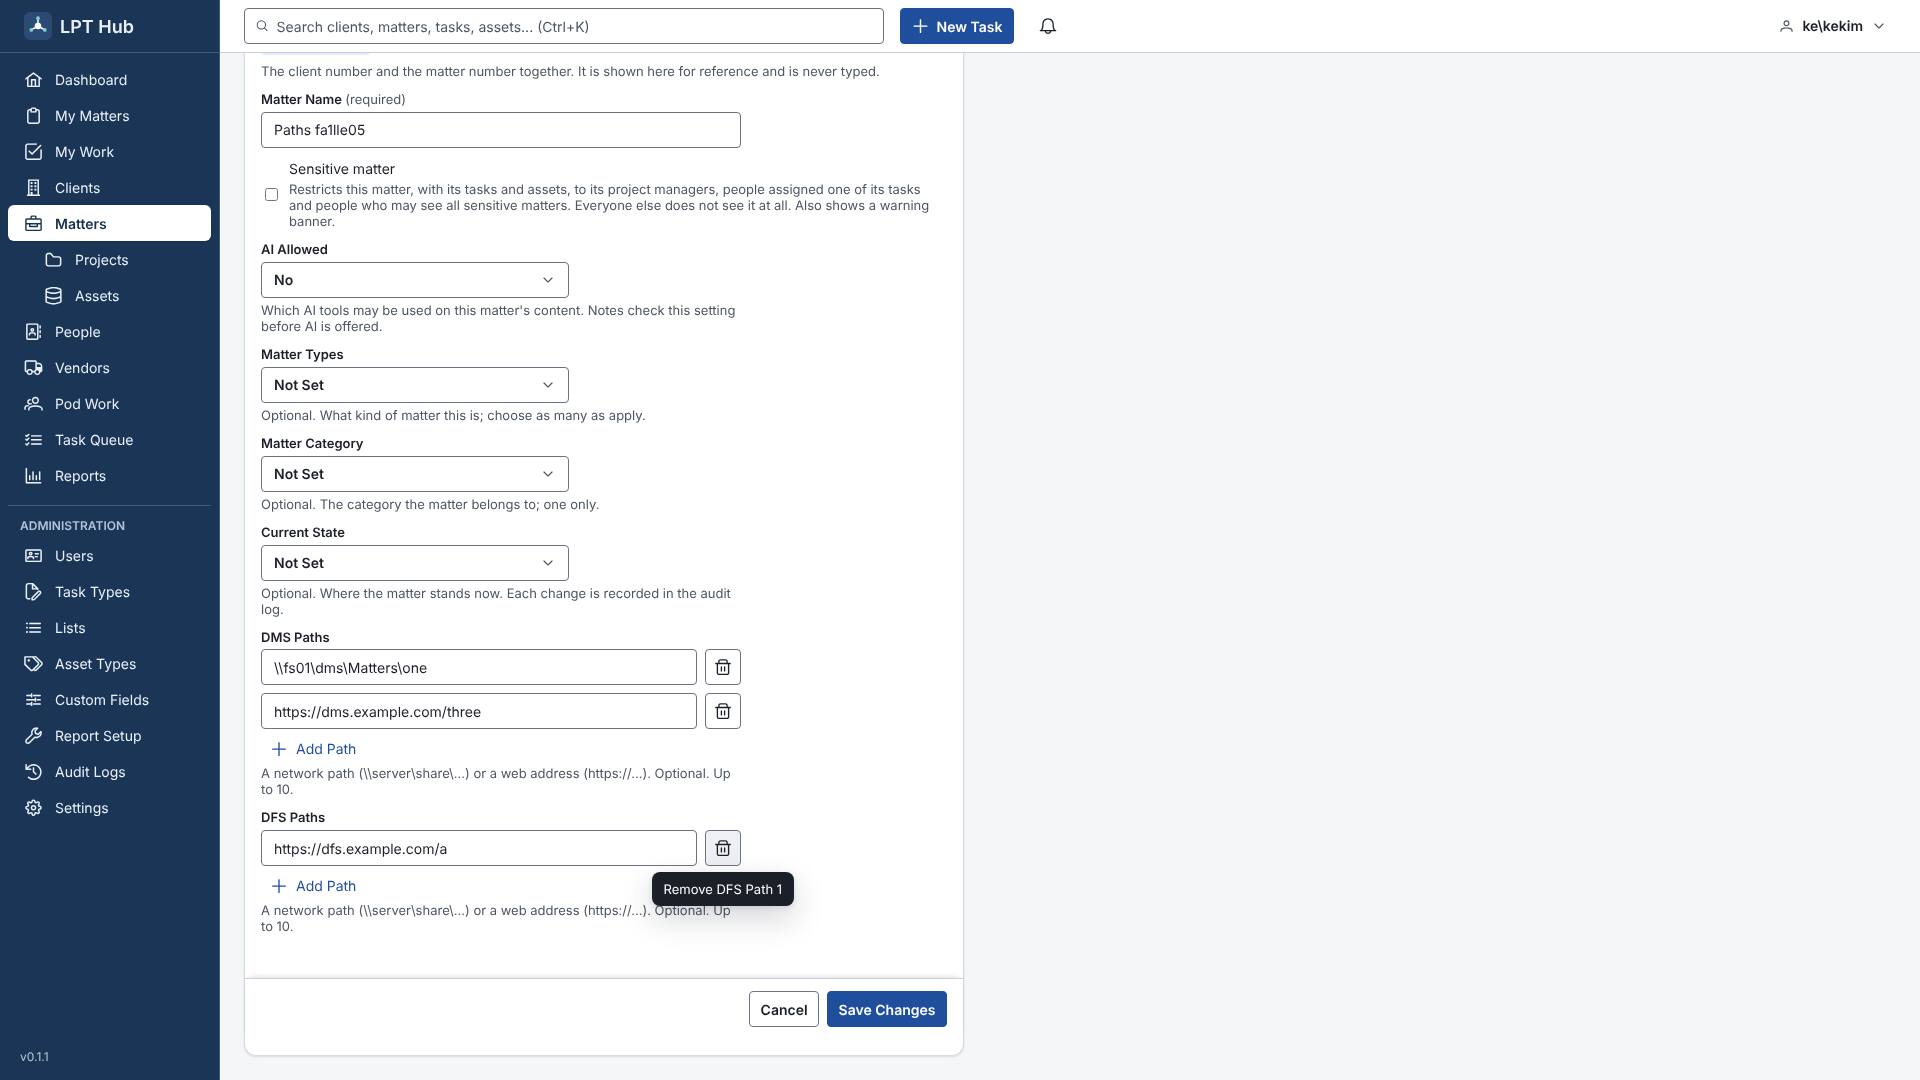 LPT Hub
Search clients, matters, tasks, assets... (Ctrl+K)
New Task
ke\kekim
Dashboard
My Matters
My Work
Clients
Matters
Projects
Assets
People
Vendors
Pod Work
Task Queue
Reports
ADMINISTRATION
Users
Task Types
Lists
Asset Types
Custom Fields
Report Setup
Audit Logs
Settings
v0.1.1
The client number and the matter number together. It is shown here for reference and is never typed.
Matter Name (required)
Paths fa1lle05
Sensitive matter
Restricts this matter, with its tasks and assets, to its project managers, people assigned one of its tasks
and people who may see all sensitive matters. Everyone else does not see it at all. Also shows a warning
banner.
AI Allowed
No
Which AI tools may be used on this matter's content. Notes check this setting
before AI is offered.
Matter Types
Not Set
Optional. What kind of matter this is; choose as many as apply.
Matter Category
Not Set
Optional. The category the matter belongs to; one only.
Current State
Not Set
Optional. Where the matter stands now. Each change is recorded in the audit
log.
DMS Paths
\\fs01\dms\Matters\one
https://dms.example.com/three
Add Path
A network path (\\server\share\...) or a web address (https://...). Optional. Up
to 10.
DFS Paths
https://dfs.example.com/a
Add Path
Remove DFS Path 1
A network path (\\server\share\...) or a web address (https://...). Optional. Up
to 10.
Cancel
Save Changes